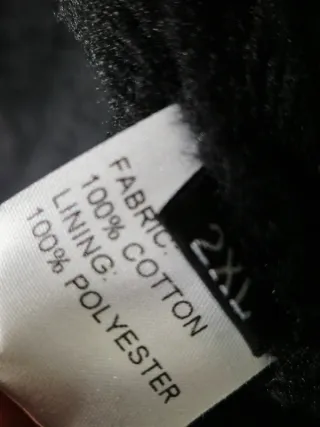 FABRIC:
100% COTTON
LINING:
100% POLYESTER
2XL